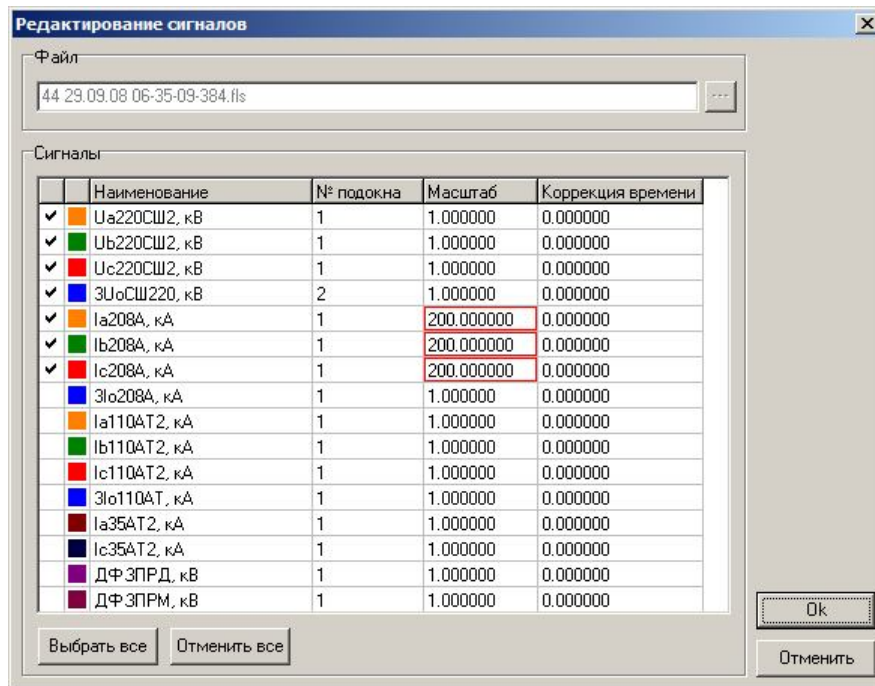 Редактирование сигналов
Файл
44 29.09.08 06-35-09-384.fls
...
Сигналы
Наименование № подокна Масштаб Коррекция времени
Ua220СШ2, кВ 1 1.000000 0.000000
Ub220СШ2, кВ 1 1.000000 0.000000
Uc220СШ2, кВ 1 1.000000 0.000000
3UoСШ220, кВ 2 1.000000 0.000000
Ia208А, кА 1 200.000000 0.000000
Ib208А, кА 1 200.000000 0.000000
Ic208А, кА 1 200.000000 0.000000
3Io208А, кА 1 1.000000 0.000000
Ia110АТ2, кА 1 1.000000 0.000000
Ib110АТ2, кА 1 1.000000 0.000000
Ic110АТ2, кА 1 1.000000 0.000000
3Io110АТ, кА 1 1.000000 0.000000
Ia35АТ2, кА 1 1.000000 0.000000
Ic35АТ2, кА 1 1.000000 0.000000
ДФЗПРД, кВ 1 1.000000 0.000000
ДФЗПРМ, кВ 1 1.000000 0.000000
Выбрать все Отменить все
Ok
Отменить